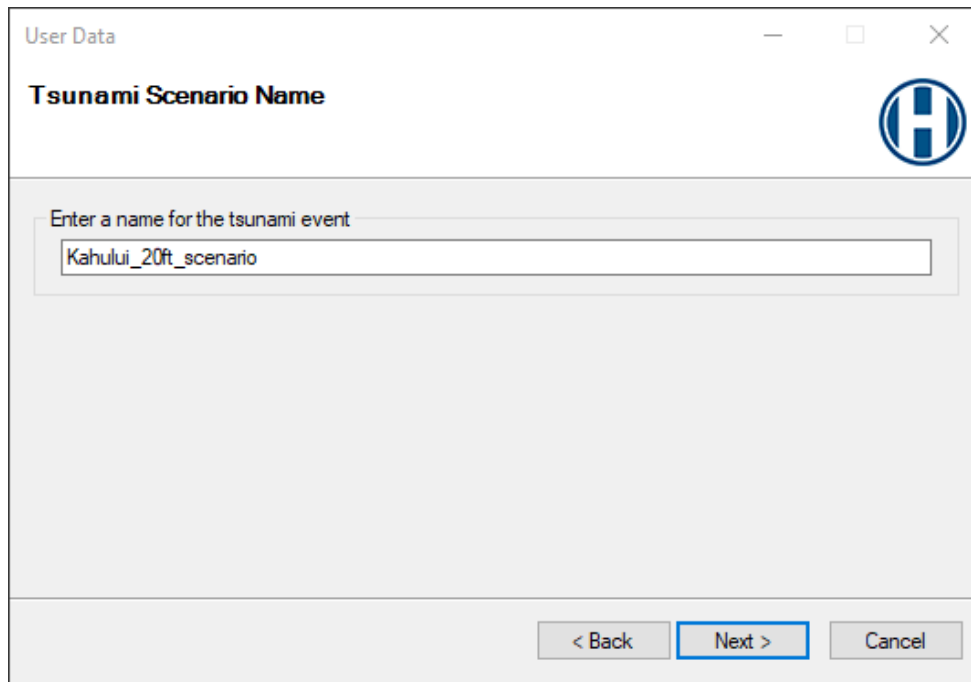 User Data
Tsunami Scenario Name
H
Enter a name for the tsunami event
Kahului_20ft_scenario
< Back
Next >
Cancel